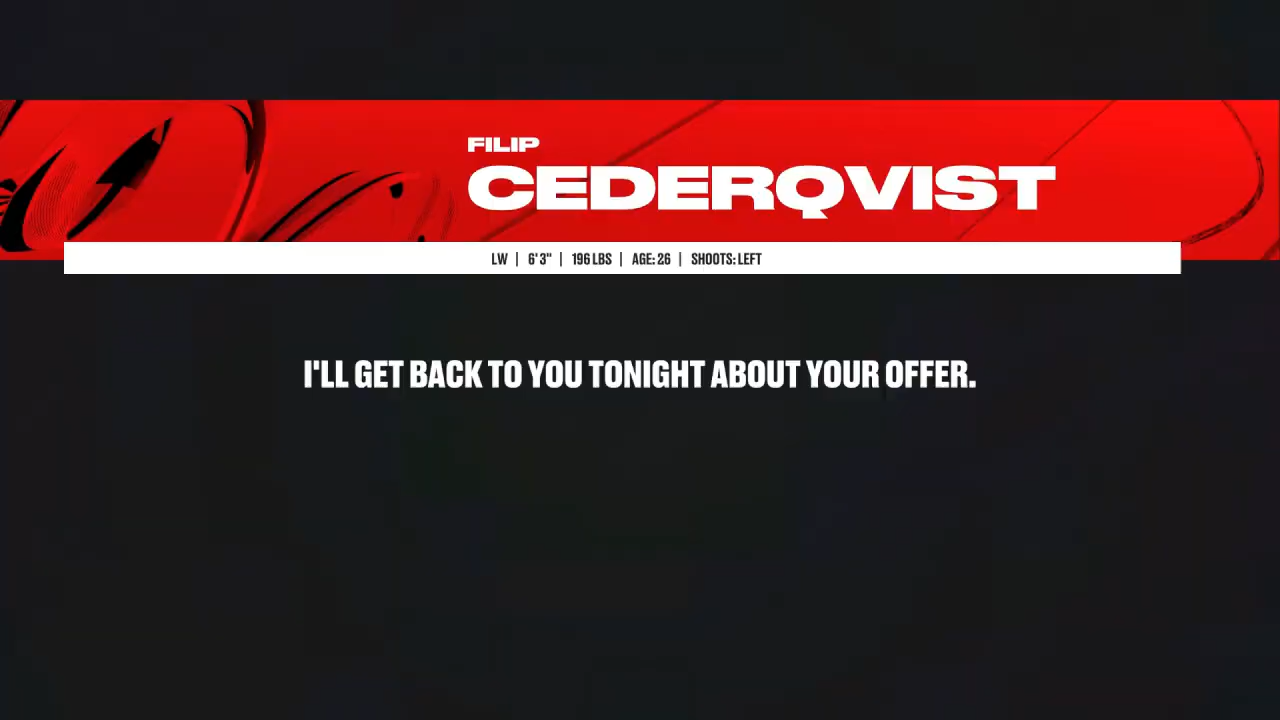 FILIP
CEDERQVIST
LW | 6'3" | 196 LBS | AGE: 26 | SHOOTS: LEFT
I'LL GET BACK TO YOU TONIGHT ABOUT YOUR OFFER.